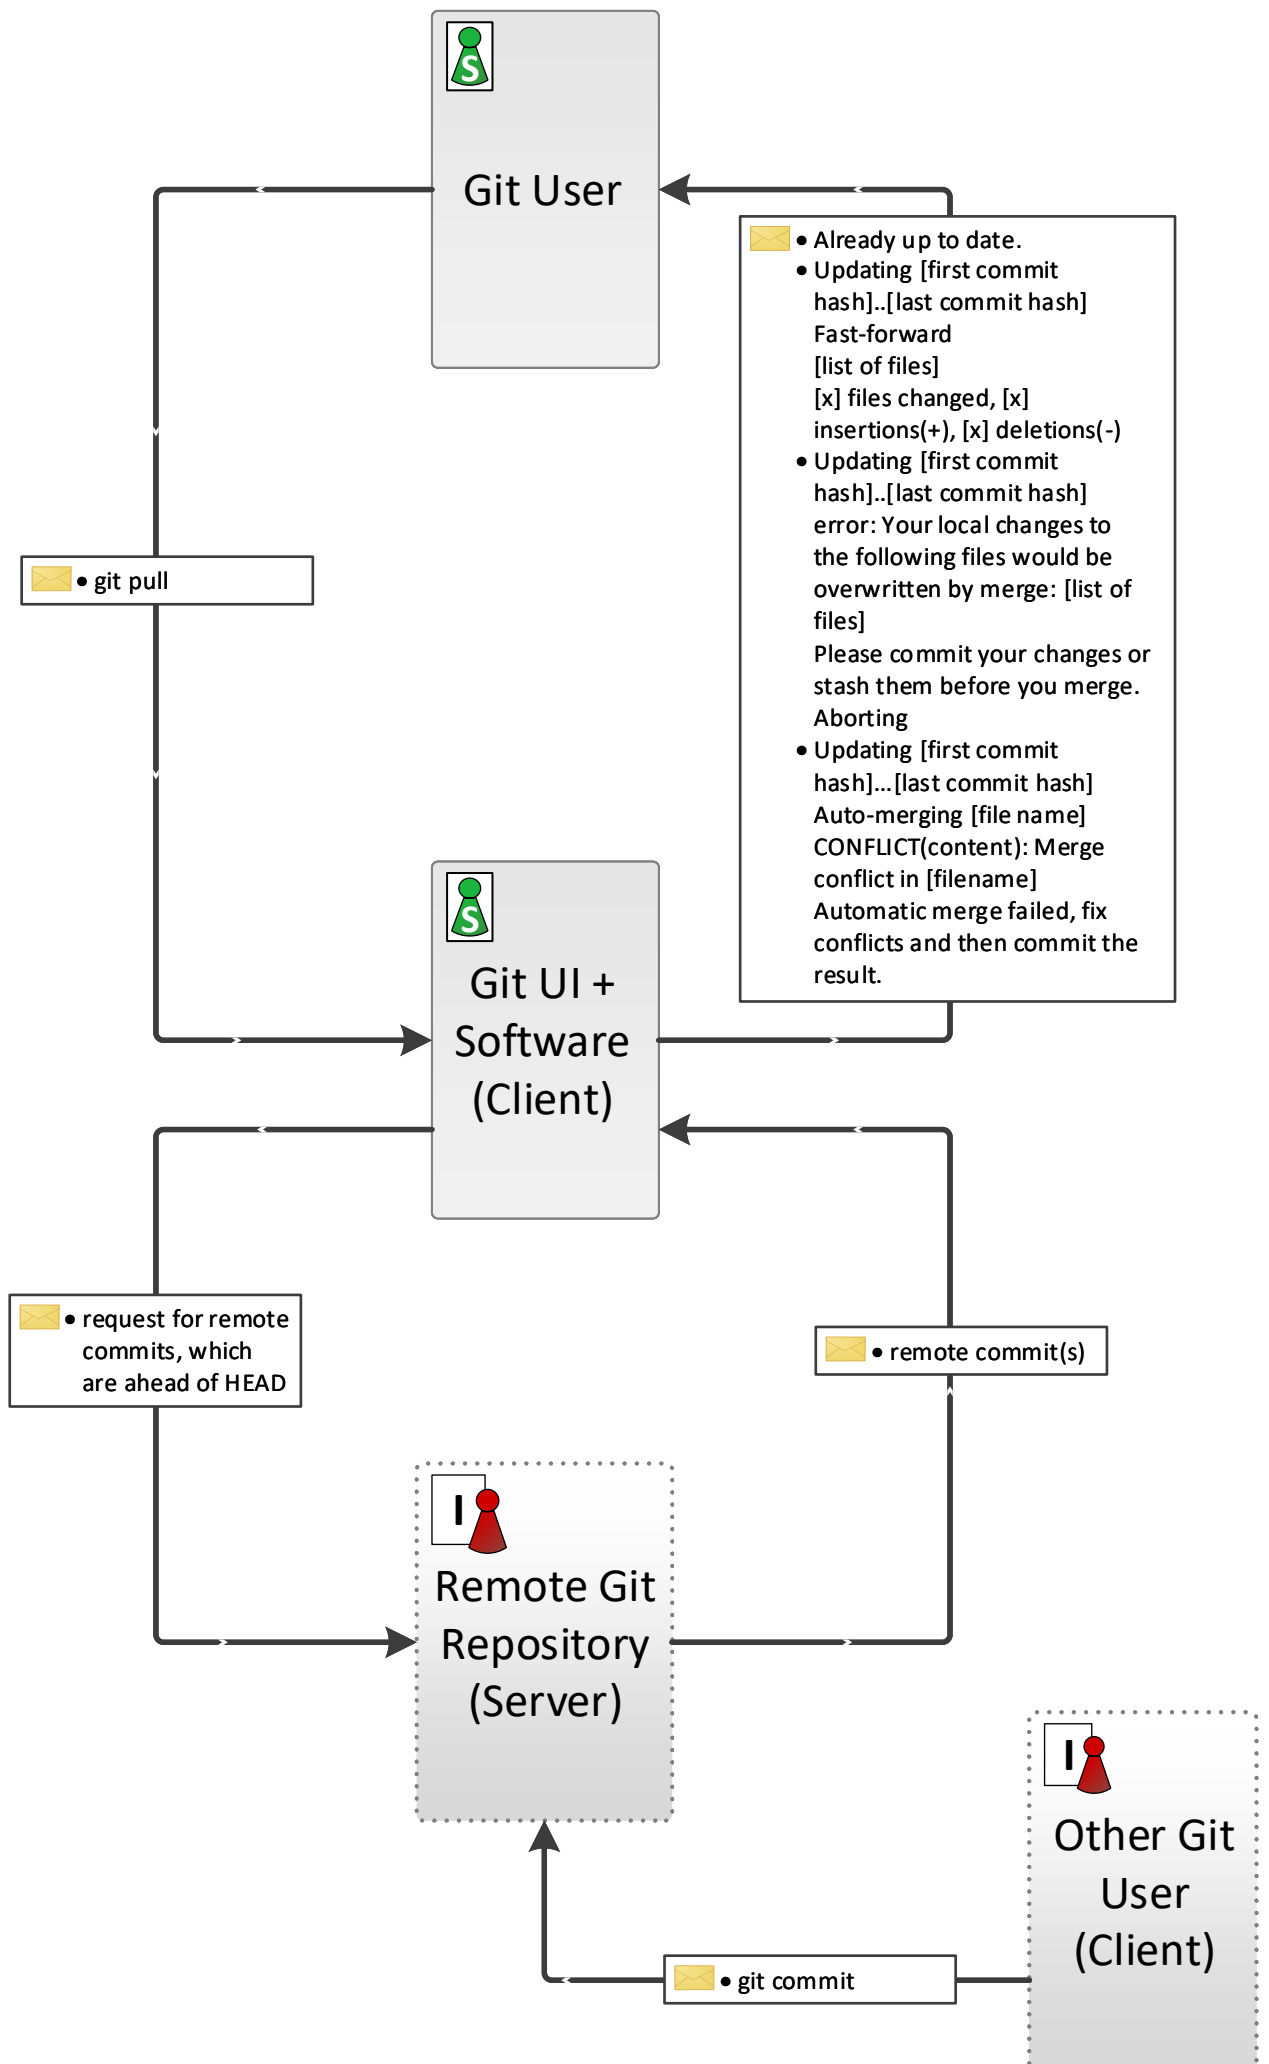 S
Git User
• Already up to date.
• Updating [first commit
hash]..[last commit hash]
Fast-forward
[list of files]
[x] files changed, [x]
insertions(+), [x] deletions(-)
• Updating [first commit
hash]..[last commit hash]
error: Your local changes to
the following files would be
overwritten by merge: [list of
files]
Please commit your changes or
stash them before you merge.
Aborting
• Updating [first commit
hash]...[last commit hash]
Auto-merging [file name]
CONFLICT(content): Merge
conflict in [filename]
Automatic merge failed, fix
conflicts and then commit the
result.
• git pull
S
Git UI +
Software
(Client)
• request for remote
commits, which
are ahead of HEAD
• remote commit(s)
I
Remote Git
Repository
(Server)
I
Other Git
User
(Client)
• git commit